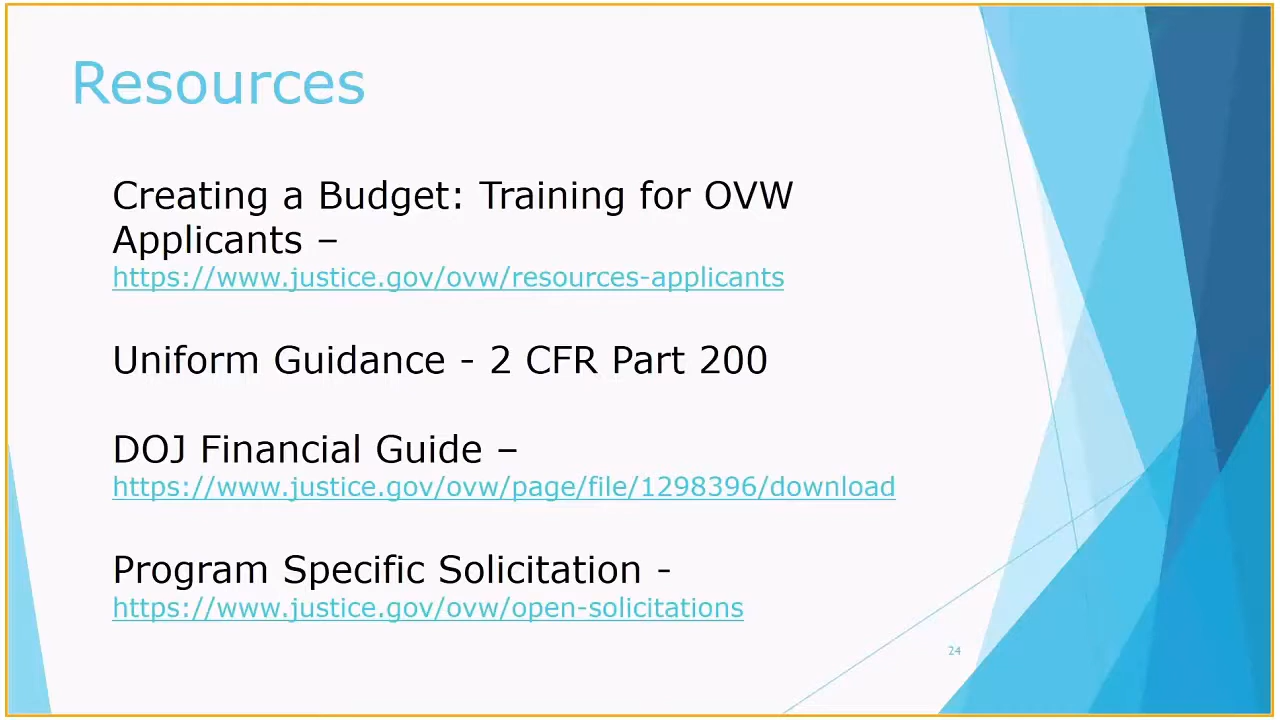 Resources
Creating a Budget: Training for OVW
Applicants –
https://www.justice.gov/ovw/resources-applicants
Uniform Guidance - 2 CFR Part 200
DOJ Financial Guide –
https://www.justice.gov/ovw/page/file/1298396/download
Program Specific Solicitation -
https://www.justice.gov/ovw/open-solicitations
24